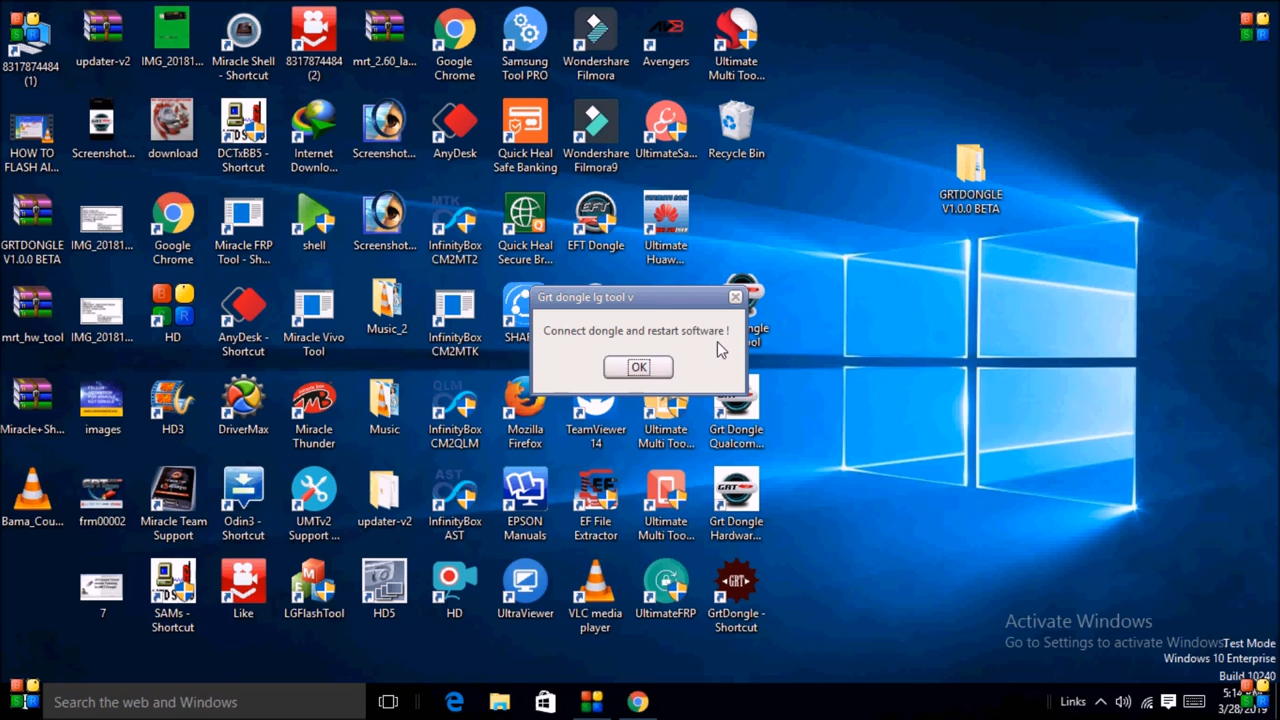 8317874484
(1)
updater-v2
IMG_20181...
Miracle Shell
- Shortcut
8317874484
(2)
mrt_2.60_la...
Google
Chrome
Samsung
Tool PRO
Wondershare
Filmora
Avengers
Ultimate
Multi Too...
HOW TO
FLASH AI...
Screenshot...
download
DCTxBB5 -
Shortcut
Internet
Downlo...
Screenshot...
AnyDesk
Quick Heal
Safe Banking
Wondershare
Filmora9
UltimateSa...
Recycle Bin
GRTDONGLE
V1.0.0 BETA
GRTDONGLE
V1.0.0 BETA
IMG_20181...
Google
Chrome
Miracle FRP
Tool - Sh...
shell
Screenshot...
MTK
InfinityBox
CM2MT2
Quick Heal
Secure Br...
EFT Dongle
Ultimate
Huaw...
mrt_hw_tool
IMG_20181...
HD
AnyDesk -
Shortcut
Miracle Vivo
Tool
Music_2
InfinityBox
CM2MTK
SHA
Grt dongle lg tool v
Connect dongle and restart software !
OK
Miracle+Sh...
images
HD3
DriverMax
Miracle
Thunder
Music
QLM
InfinityBox
CM2QLM
Mozilla
Firefox
TeamViewer
14
Ultimate
Multi Too...
Grt Dongle
Qualcom...
Bama_Cou...
frm00002
Miracle Team
Support
Odin3 -
Shortcut
UMTv2
Support ...
updater-v2
AST
InfinityBox
AST
EPSON
Manuals
EF File
Extractor
Ultimate
Multi Too...
GRT
Grt Dongle
Hardwar...
7
SAMs -
Shortcut
Like
LGFlashTool
HD5
HD
UltraViewer
VLC media
player
UltimateFRP
GRT
GrtDongle -
Shortcut
Activate Windows
Go to Settings to activate Windows
Test Mode
Windows 10 Enterprise
Build 10240
Search the web and Windows
Links
3/28/2019